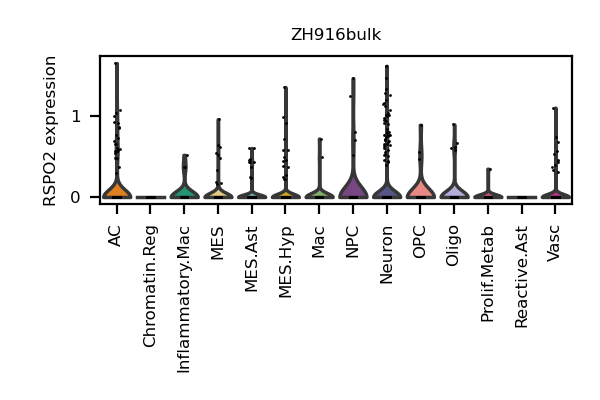 ZH916bulk
RSPO2 expression
1
0
AC
Chromatin.Reg
Inflammatory.Mac
MES
MES.Ast
MES.Hyp
Mac
NPC
Neuron
OPC
Oligo
Prolif.Metab
Reactive.Ast
Vasc